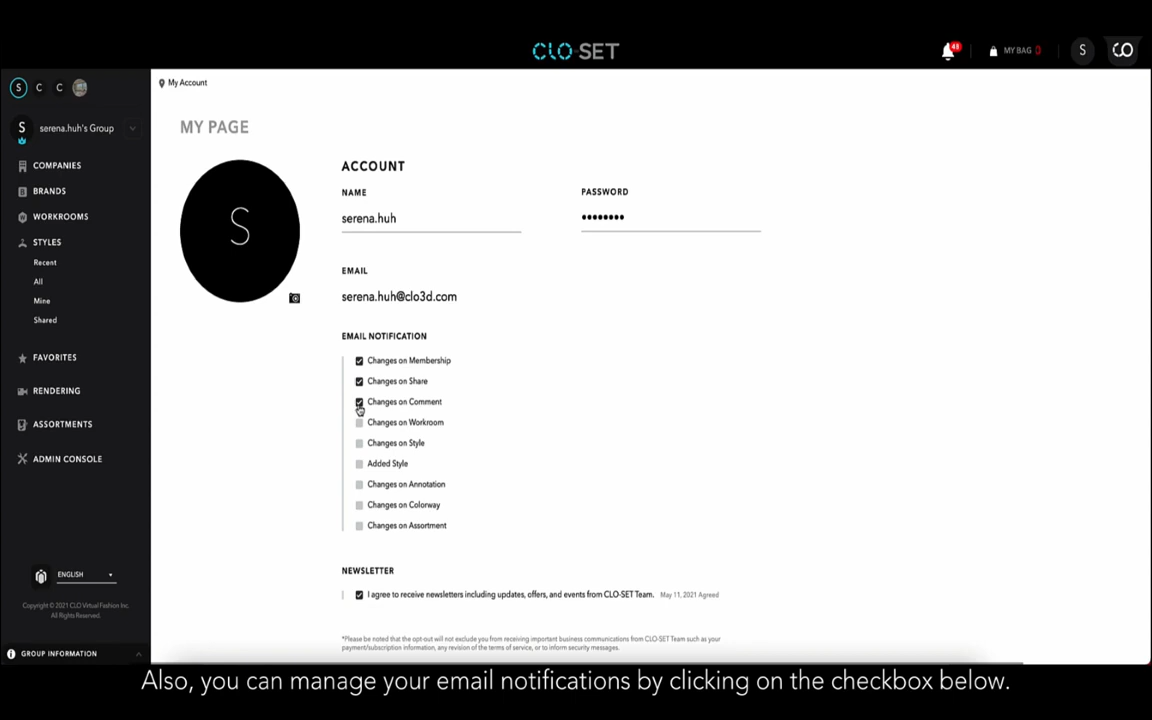 CLO-SET
48
MY BAG 0
S
S C C
My Account
S serena.huh's Group
MY PAGE
COMPANIES
BRANDS
WORKROOMS
STYLES
Recent
All
Mine
Shared
FAVORITES
RENDERING
ASSORTMENTS
ADMIN CONSOLE
ENGLISH
Copyright © 2021 CLO Virtual Fashion Inc.
All Rights Reserved.
GROUP INFORMATION
S
ACCOUNT
NAME
serena.huh
PASSWORD
EMAIL
serena.huh@clo3d.com
EMAIL NOTIFICATION
Changes on Membership
Changes on Share
Changes on Comment
Changes on Workroom
Changes on Style
Added Style
Changes on Annotation
Changes on Colorway
Changes on Assortment
NEWSLETTER
I agree to receive newsletters including updates, offers, and events from CLO-SET Team. May 11, 2021 Agreed
*Please be noted that the opt-out will not exclude you from receiving important business communications from CLO-SET Team such as your
payment/subscription information, any revision of the terms of service, or to inform security messages.
Also, you can manage your email notifications by clicking on the checkbox below.